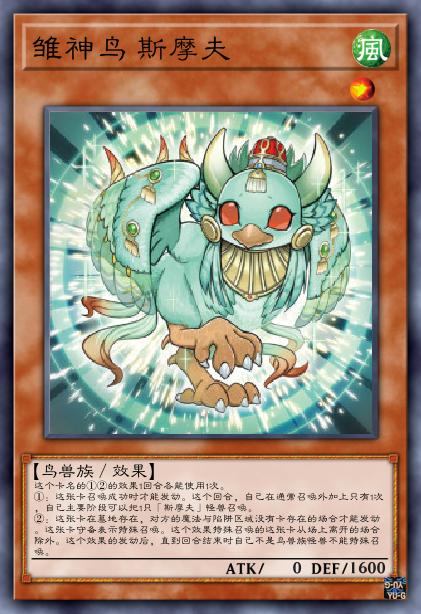 雏神鸟 斯摩夫
風
【鸟兽族／效果】
这个卡名的①②的效果1回合各能使用1次。
①：这张卡召唤成功时才能发动。这个回合，自己在通常召唤外加上只有1次
，自己主要阶段可以把1只「斯摩夫」怪兽召唤。
②：这张卡在墓地存在，对方的魔法与陷阱区域没有卡存在的场合才能发动
。这张卡守备表示特殊召唤。这个效果特殊召唤的这张卡从场上离开的场合
除外。这个效果的发动后，直到回合结束时自己不是鸟兽族怪兽不能特殊召
唤。
ATK/ 0 DEF/1600